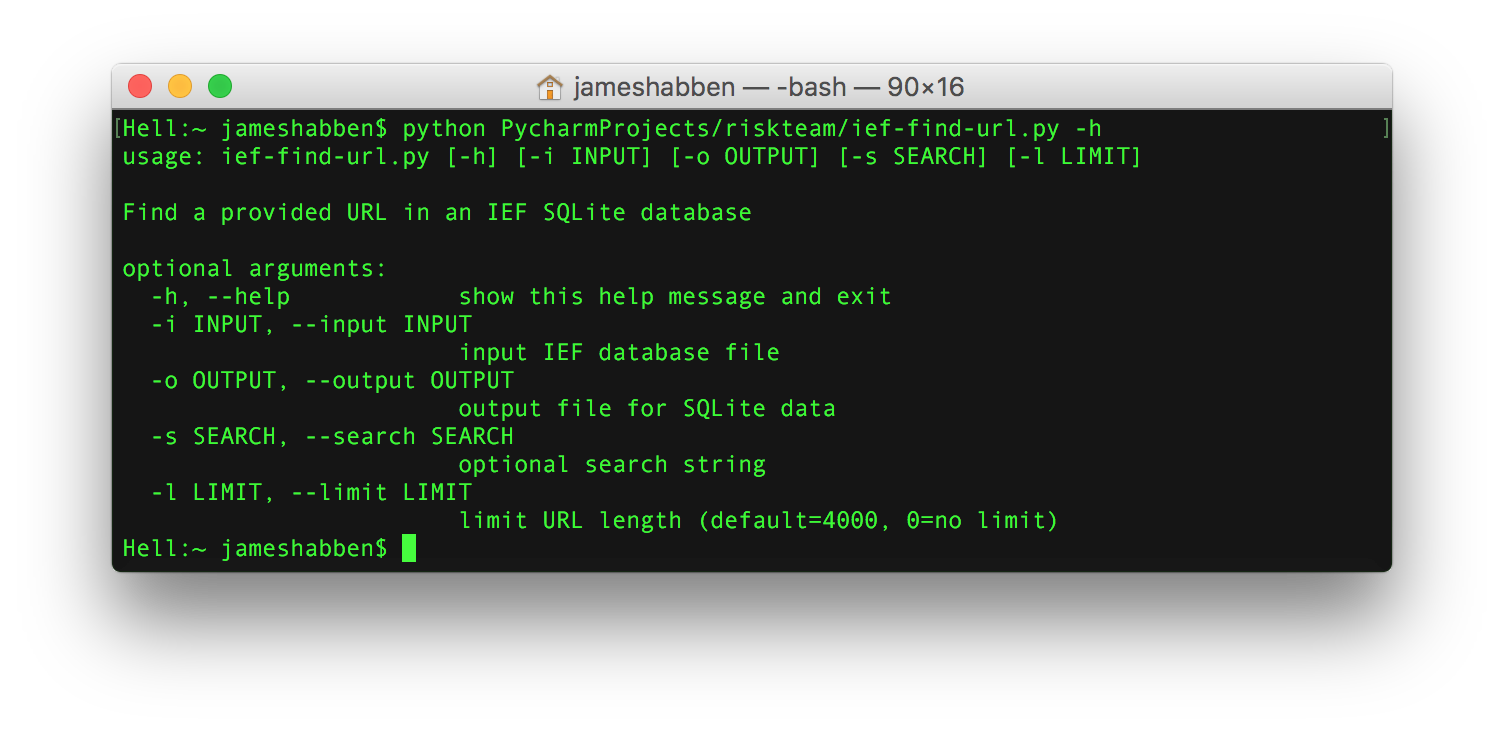 jameshabben — -bash — 90×16
[Hell:~ jameshabben$ python PycharmProjects/riskteam/ief-find-url.py -h ]
usage: ief-find-url.py [-h] [-i INPUT] [-o OUTPUT] [-s SEARCH] [-l LIMIT]
Find a provided URL in an IEF SQLite database
optional arguments:
-h, --help show this help message and exit
-i INPUT, --input INPUT
input IEF database file
-o OUTPUT, --output OUTPUT
output file for SQLite data
-s SEARCH, --search SEARCH
optional search string
-l LIMIT, --limit LIMIT
limit URL length (default=4000, 0=no limit)
Hell:~ jameshabben$